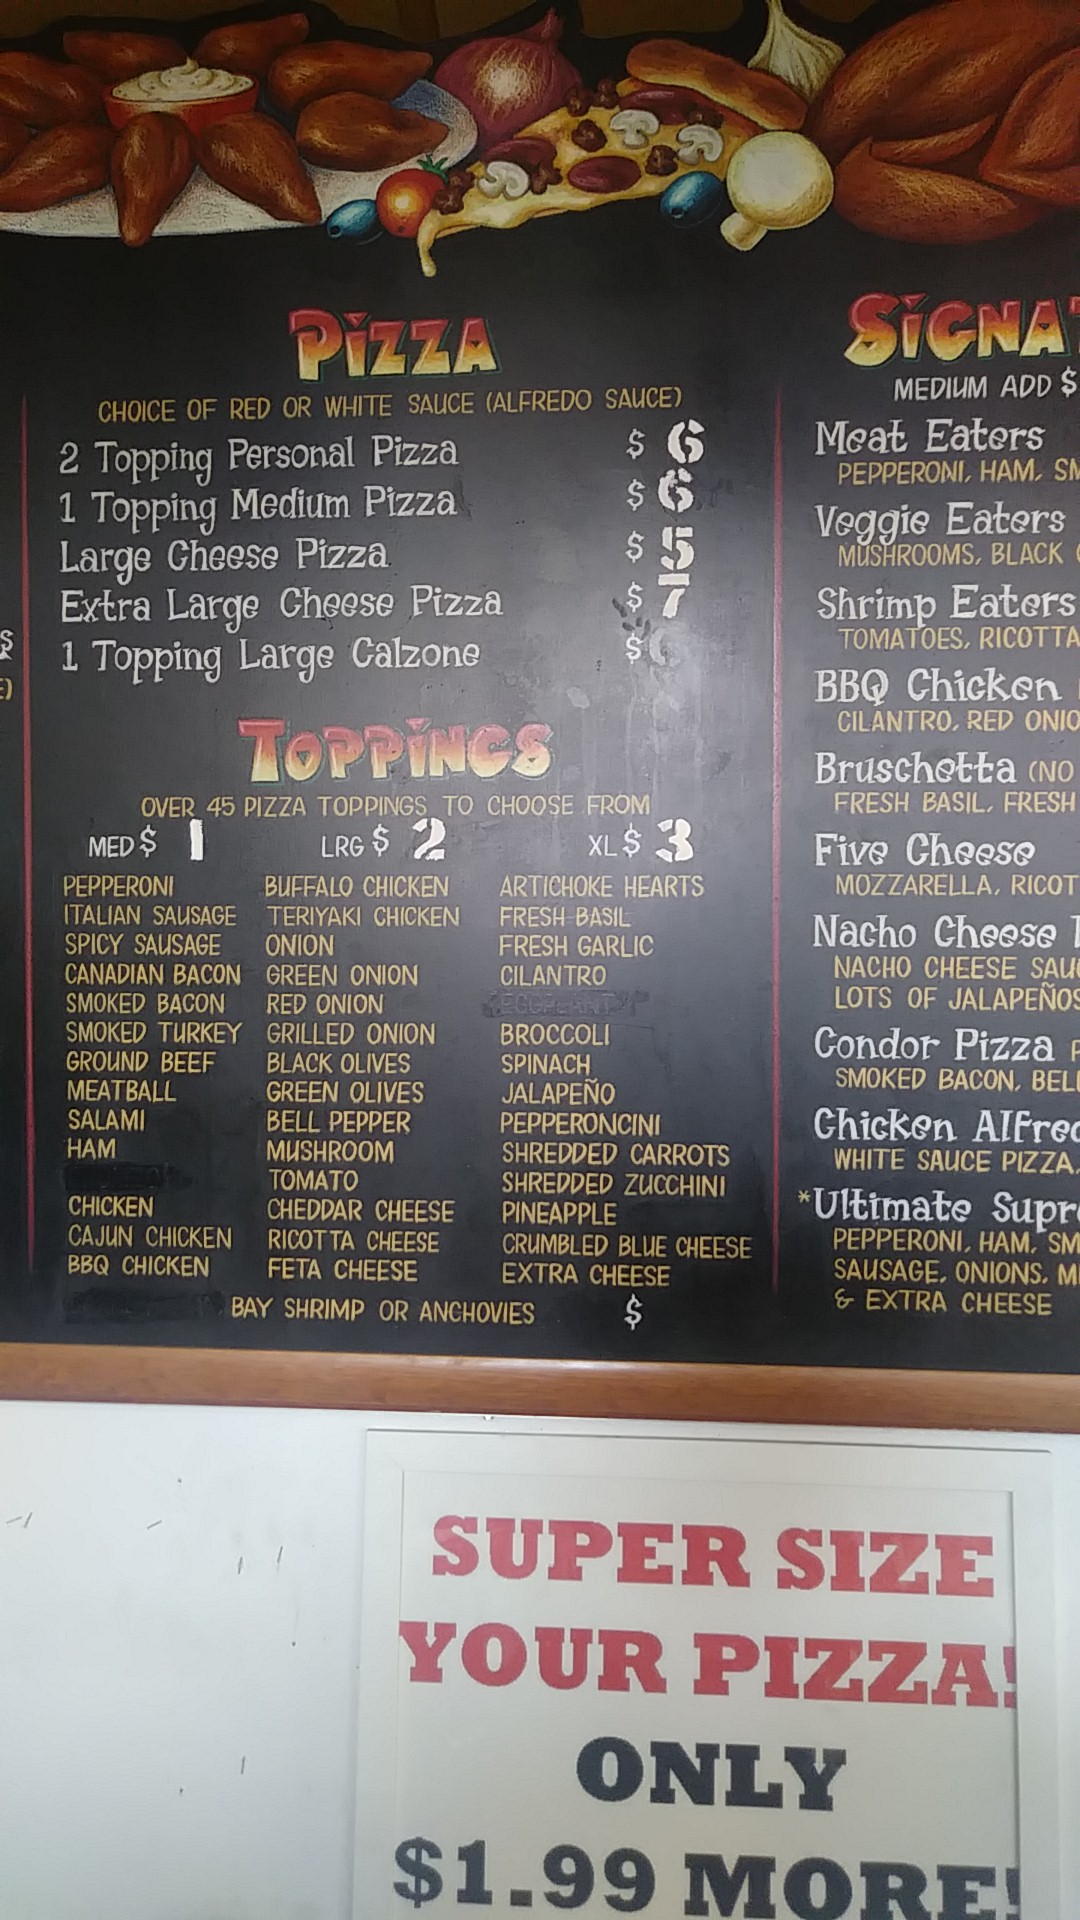 PIZZA
CHOICE OF RED OR WHITE SAUCE (ALFREDO SAUCE)
2 Topping Personal Pizza $ 6
1 Topping Medium Pizza $ 6
Large Cheese Pizza $ 5
Extra Large Cheese Pizza $ 7
1 Topping Large Calzone $ 6
TOPPINGS
OVER 45 PIZZA TOPPINGS TO CHOOSE FROM
MED $ 1 LRG $ 2 XL $ 3
PEPPERONI BUFFALO CHICKEN ARTICHOKE HEARTS
ITALIAN SAUSAGE TERIYAKI CHICKEN FRESH BASIL
SPICY SAUSAGE ONION FRESH GARLIC
CANADIAN BACON GREEN ONION CILANTRO
SMOKED BACON RED ONION EGGPLANT
SMOKED TURKEY GRILLED ONION BROCCOLI
GROUND BEEF BLACK OLIVES SPINACH
MEATBALL GREEN OLIVES JALAPEÑO
SALAMI BELL PEPPER PEPPERONCINI
HAM MUSHROOM SHREDDED CARROTS
TOMATO SHREDDED ZUCCHINI
CHICKEN CHEDDAR CHEESE PINEAPPLE
CAJUN CHICKEN RICOTTA CHEESE CRUMBLED BLUE CHEESE
BBQ CHICKEN FETA CHEESE EXTRA CHEESE
BAY SHRIMP OR ANCHOVIES $
SIGNA
MEDIUM ADD $
Meat Eaters
PEPPERONI, HAM, SM
Veggie Eaters
MUSHROOMS, BLACK
Shrimp Eaters
TOMATOES, RICOTTA
BBQ Chicken
CILANTRO, RED ONIO
Bruschetta (NO
FRESH BASIL, FRESH
Five Cheese
MOZZARELLA, RICOT
Nacho Cheese
NACHO CHEESE SAU
LOTS OF JALAPEÑOS
Condor Pizza
SMOKED BACON, BEL
Chicken Alfred
WHITE SAUCE PIZZA,
*Ultimate Supr
PEPPERONI, HAM, SM
SAUSAGE, ONIONS, M
& EXTRA CHEESE
SUPER SIZE
YOUR PIZZA!
ONLY
$1.99 MORE!